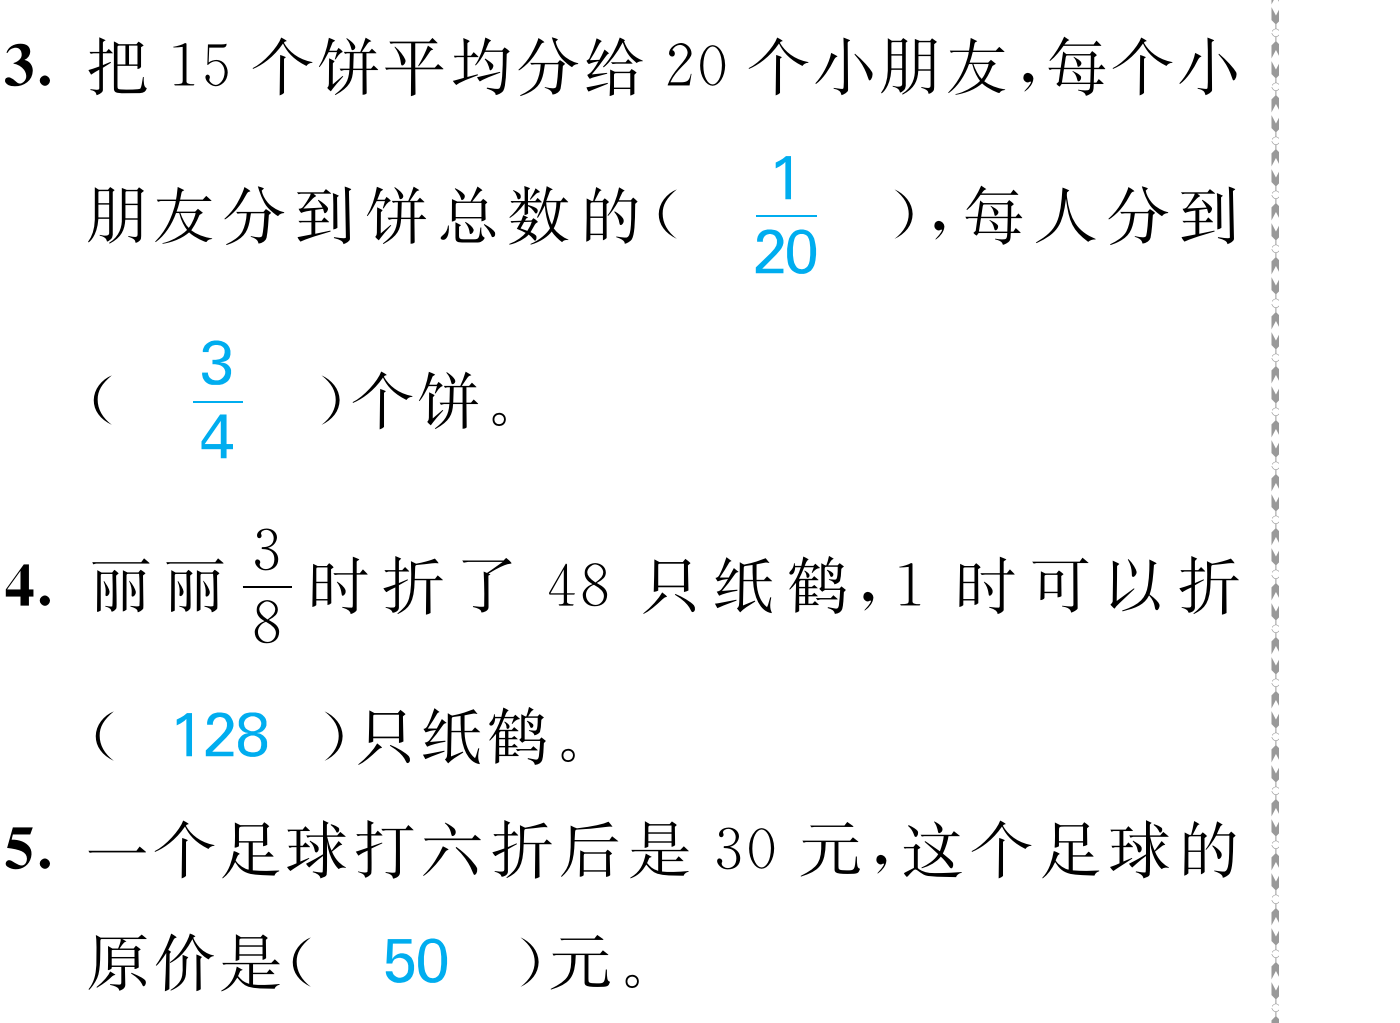 3. 把 15 个饼平均分给 20 个小朋友,每个小
朋友分到饼总数的( 1/20 ),每人分到
( 3/4 )个饼。
4. 丽丽 3/8 时折了 48 只纸鹤,1 时可以折
( 128 )只纸鹤。
5. 一个足球打六折后是 30 元,这个足球的
原价是( 50 )元。